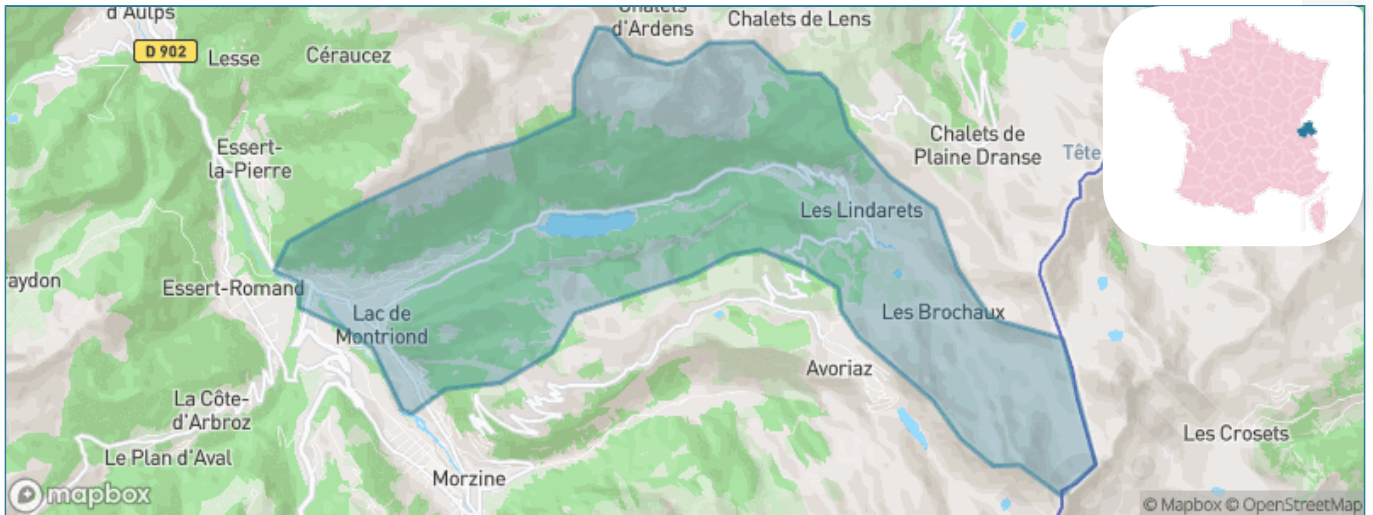 d'Aulps
Chalets
d'Ardens
Chalets de Lens
D 902
Lesse
Céraucez
Essert-
la-Pierre
Chalets de
Plaine Dranse
Tête
Les Lindarets
raydon
Essert-Romand
Lac de
Montriond
Les Brochaux
Avoriaz
La Côte-
d'Arbroz
Les Crosets
Le Plan d'Aval
Morzine
mapbox
© Mapbox © OpenStreetMap